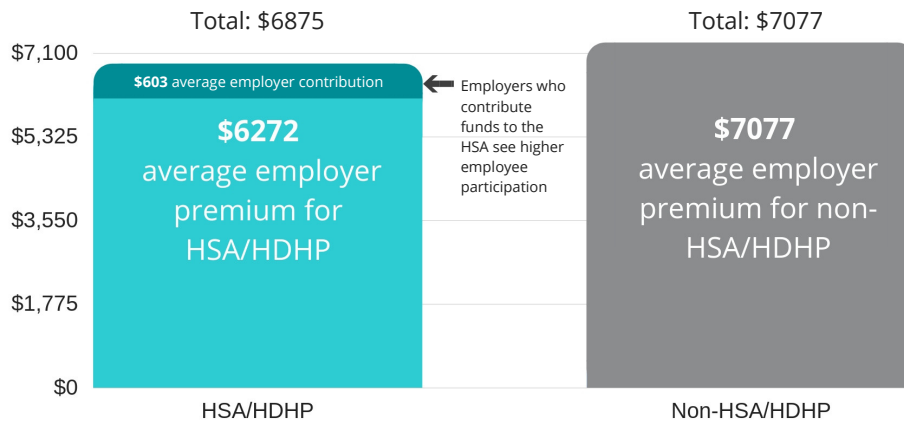 Total: $6875
Total: $7077
$7,100
$5,325
$3,550
$1,775
$0
$603 average employer contribution
$6272
average employer
premium for
HSA/HDHP
Employers who
contribute
funds to the
HSA see higher
employee
participation
$7077
average employer
premium for non-
HSA/HDHP
HSA/HDHP
Non-HSA/HDHP